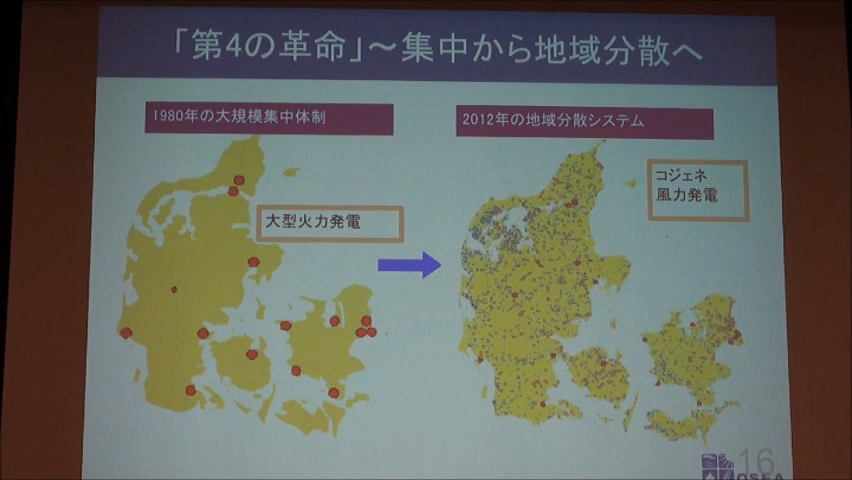 「第4の革命」～集中から地域分散へ
1980年の大規模集中体制
2012年の地域分散システム
コジェネ
風力発電
大型火力発電
16